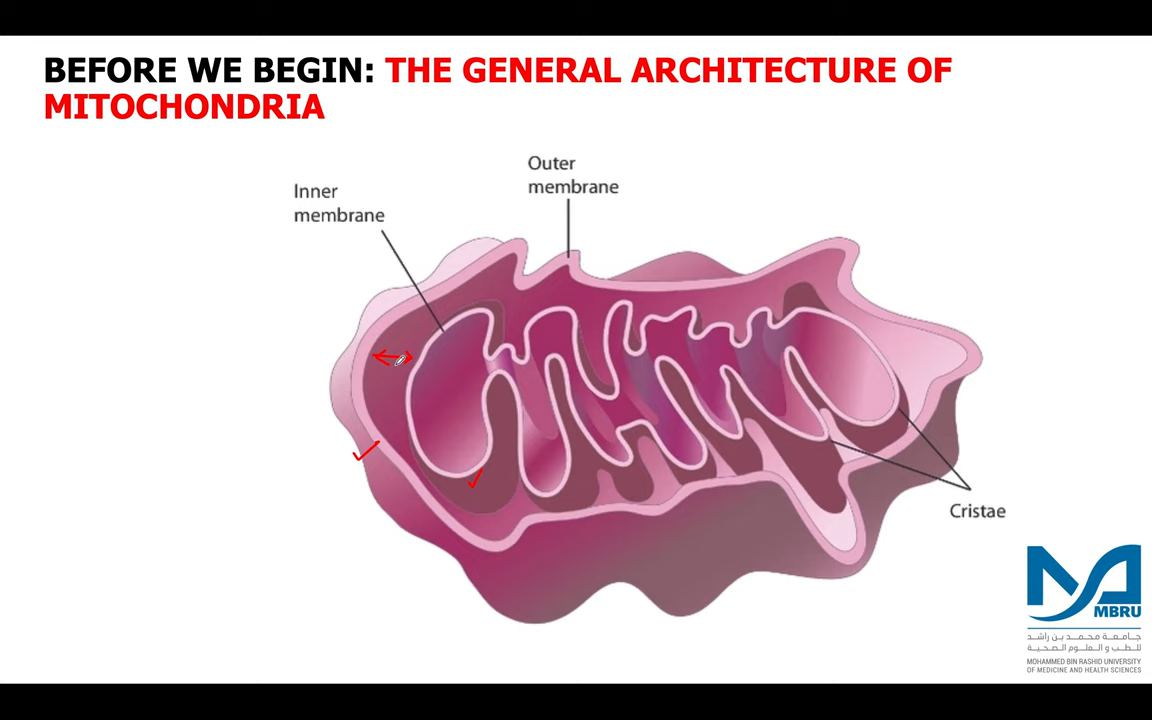 BEFORE WE BEGIN: THE GENERAL ARCHITECTURE OF
MITOCHONDRIA
Outer
membrane
Inner
membrane
Cristae
MBRU
جامعة محمد بن راشد
للطب و العلوم الصحية
MOHAMMED BIN RASHID UNIVERSITY
OF MEDICINE AND HEALTH SCIENCES